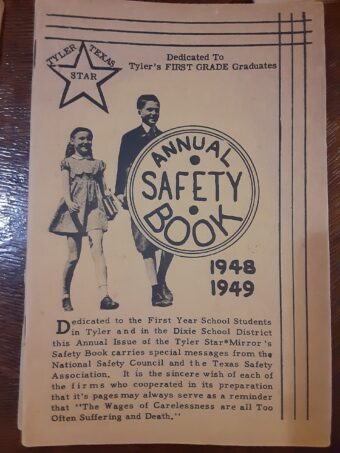 TYLER TEXAS
STAR
Dedicated To
Tyler's FIRST GRADE Graduates
ANNUAL
SAFETY
BOOK
1948
1949
Dedicated to the First Year School Students
in Tyler and in the Dixie School District
this Annual Issue of the Tyler Star*Mirror's
Safety Book carries special messages from the
National Safety Council and the Texas Safety
Association. It is the sincere wish of each of
the firms who cooperated in its preparation
that it's pages may always serve as a reminder
that "The Wages of Carelessness are all Too
Often Suffering and Death."